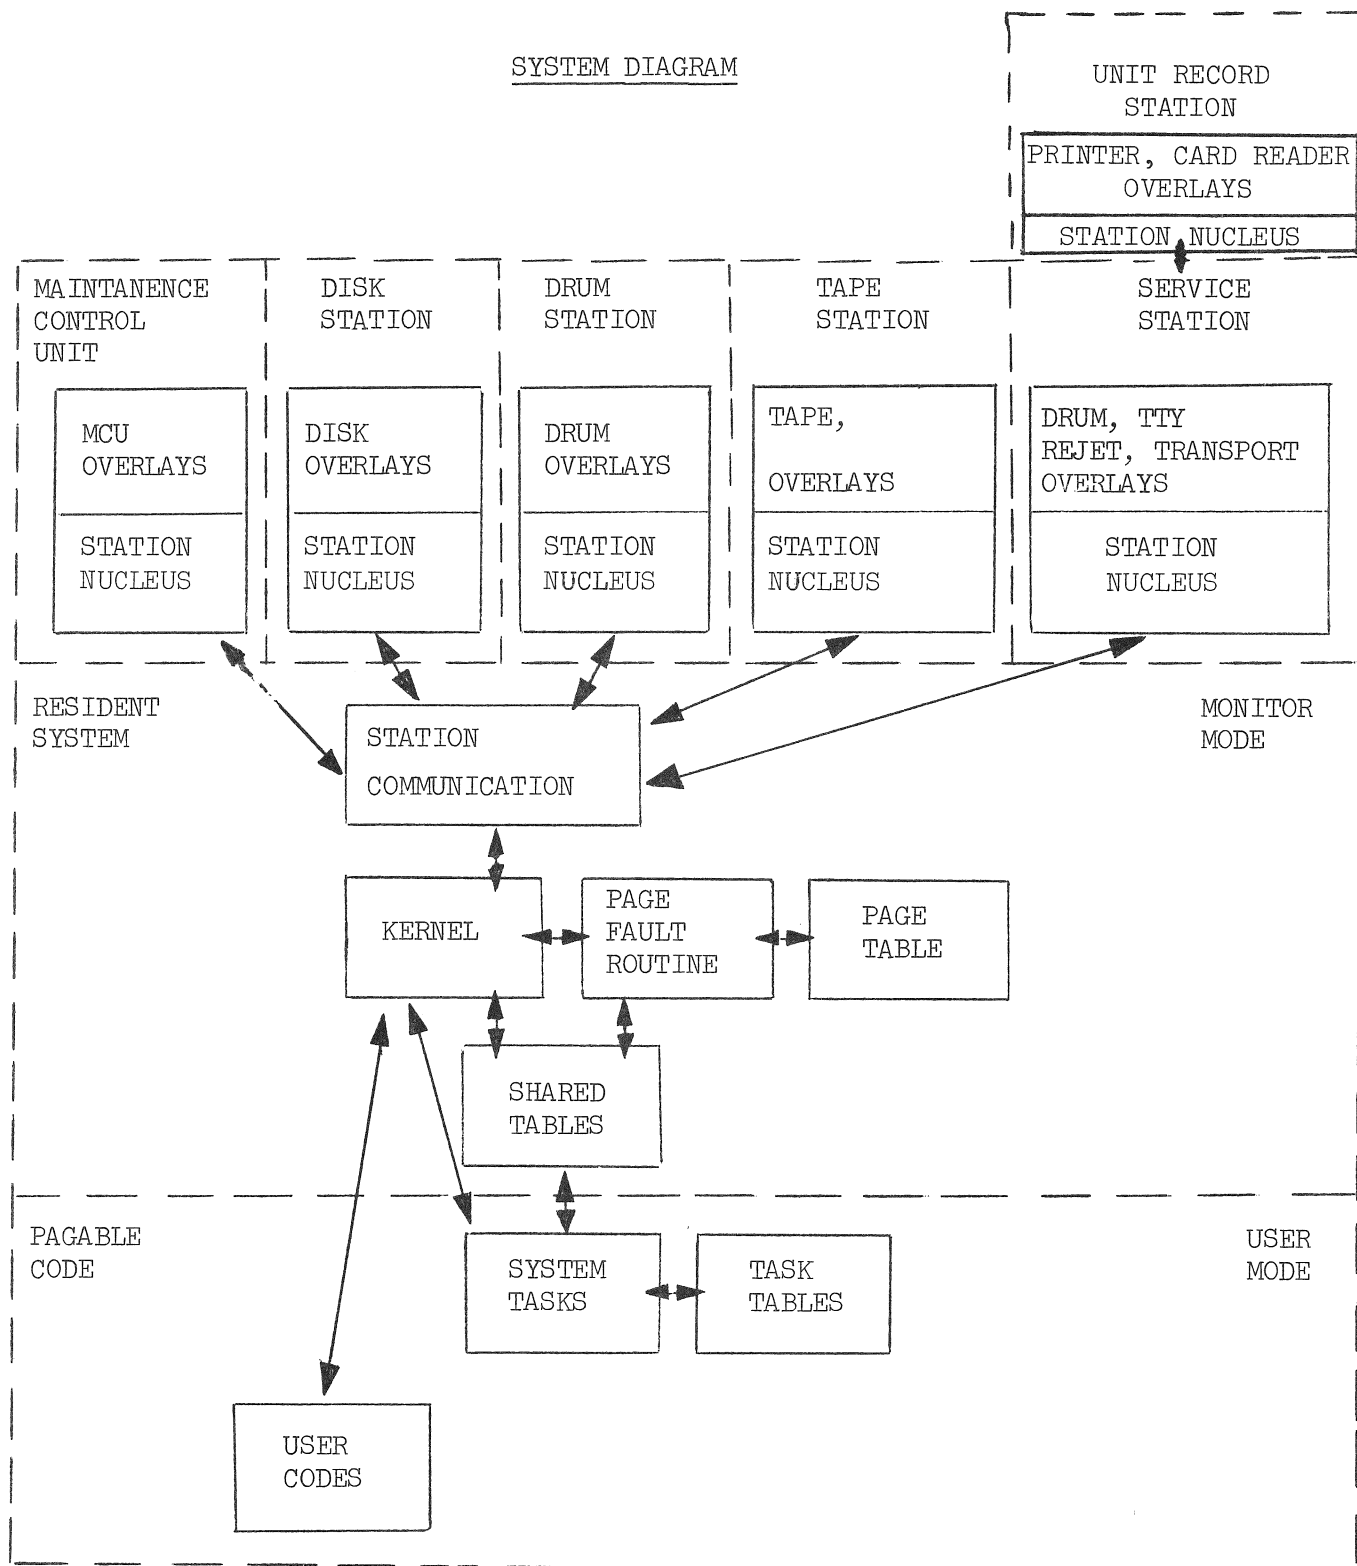 SYSTEM DIAGRAM
UNIT RECORD
STATION
PRINTER, CARD READER
OVERLAYS
STATION NUCLEUS
MAINTANENCE
CONTROL
UNIT
DISK
STATION
DRUM
STATION
TAPE
STATION
SERVICE
STATION
MCU
OVERLAYS
STATION
NUCLEUS
DISK
OVERLAYS
STATION
NUCLEUS
DRUM
OVERLAYS
STATION
NUCLEUS
TAPE,
OVERLAYS
STATION
NUCLEUS
DRUM, TTY
REJET, TRANSPORT
OVERLAYS
STATION
NUCLEUS
RESIDENT
SYSTEM
MONITOR
MODE
STATION
COMMUNICATION
KERNEL
PAGE
FAULT
ROUTINE
PAGE
TABLE
SHARED
TABLES
PAGABLE
CODE
USER
MODE
SYSTEM
TASKS
TASK
TABLES
USER
CODES